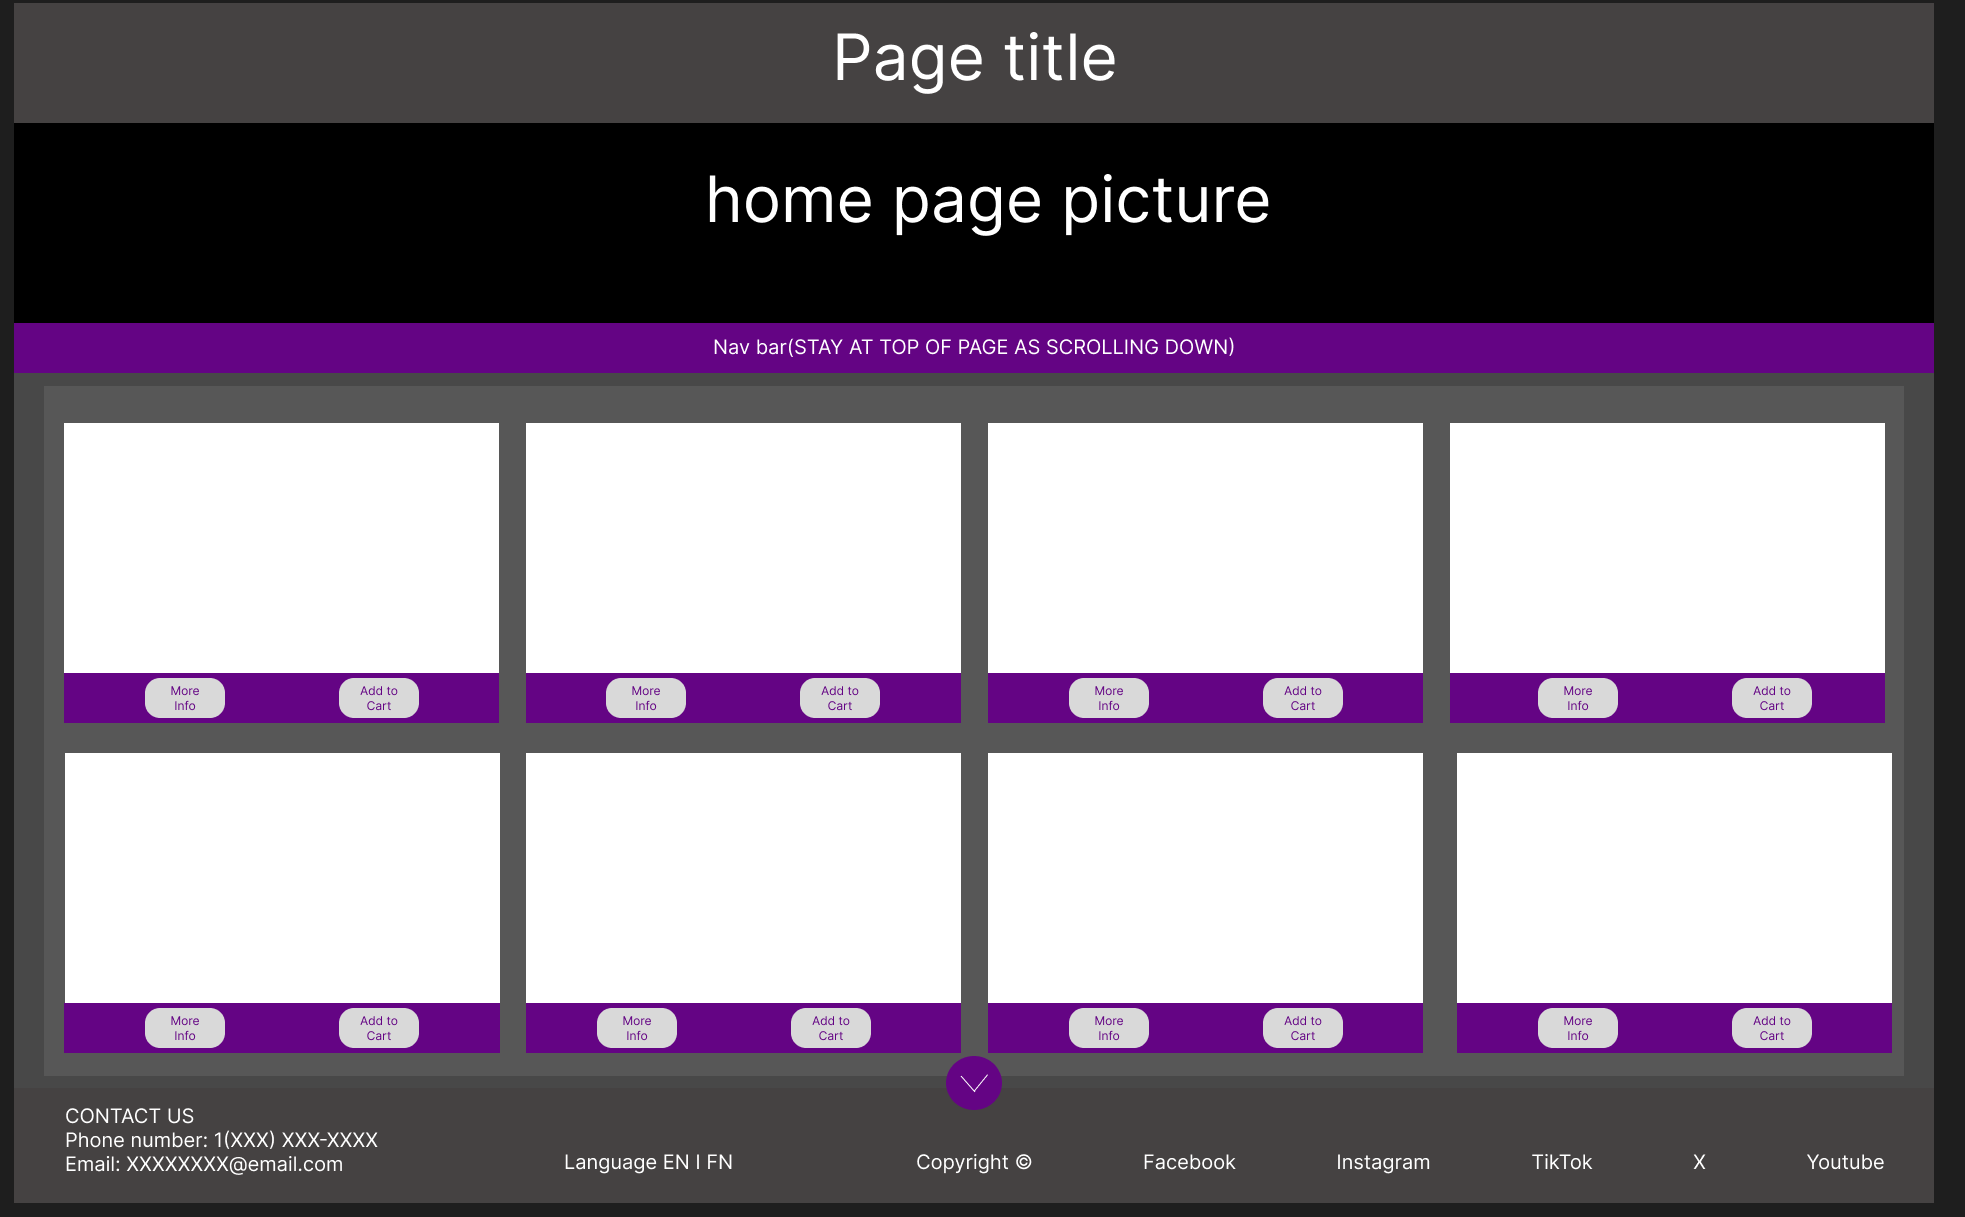 Page title
home page picture
Nav bar(STAY AT TOP OF PAGE AS SCROLLING DOWN)
More
Info
Add to
Cart
More
Info
Add to
Cart
More
Info
Add to
Cart
More
Info
Add to
Cart
More
Info
Add to
Cart
More
Info
Add to
Cart
More
Info
Add to
Cart
More
Info
Add to
Cart
CONTACT US
Phone number: 1(XXX) XXX-XXXX
Email: XXXXXXXX@email.com
Language EN I FN
Copyright ©
Facebook
Instagram
TikTok
X
Youtube